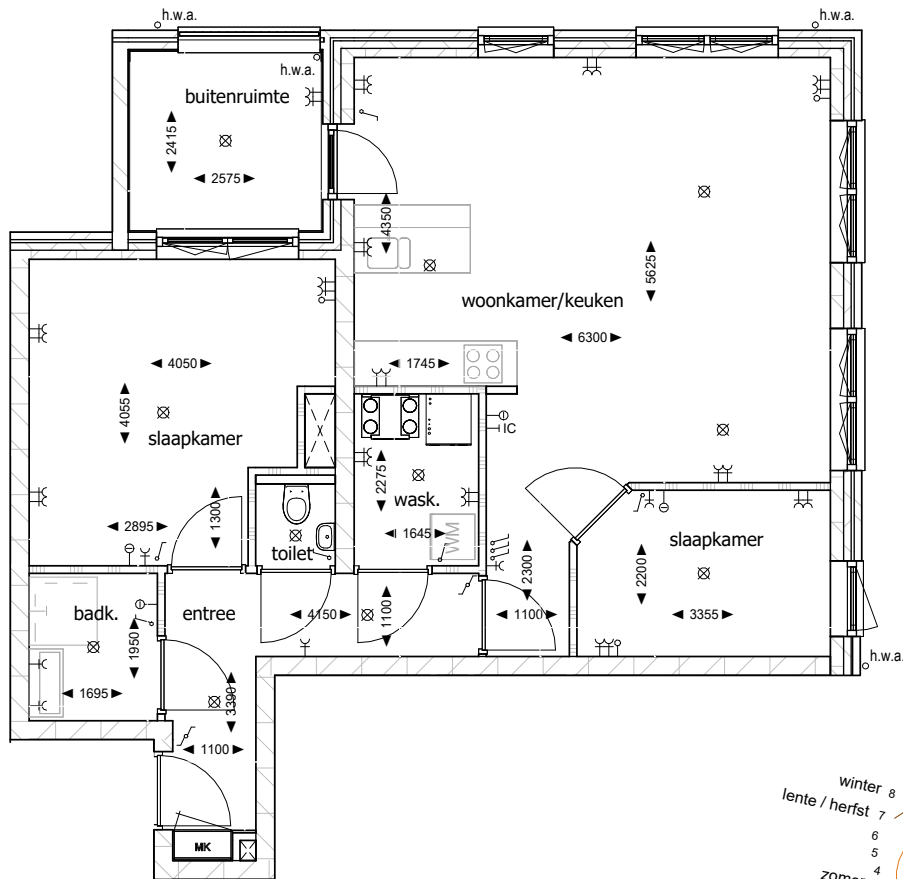 h.w.a.
h.w.a.
h.w.a.
buitenruimte
2415
2575
4350
5625
woonkamer/keuken
6300
1745
4050
4055
slaapkamer
IC
2275
wask.
1645
WM
2895
1300
toilet
slaapkamer
2200
3355
2300
1100
badk.
1950
1695
entree
4150
1100
3390
1100
h.w.a.
MK
winter 8
lente / herfst 7
6
5
4
zomer